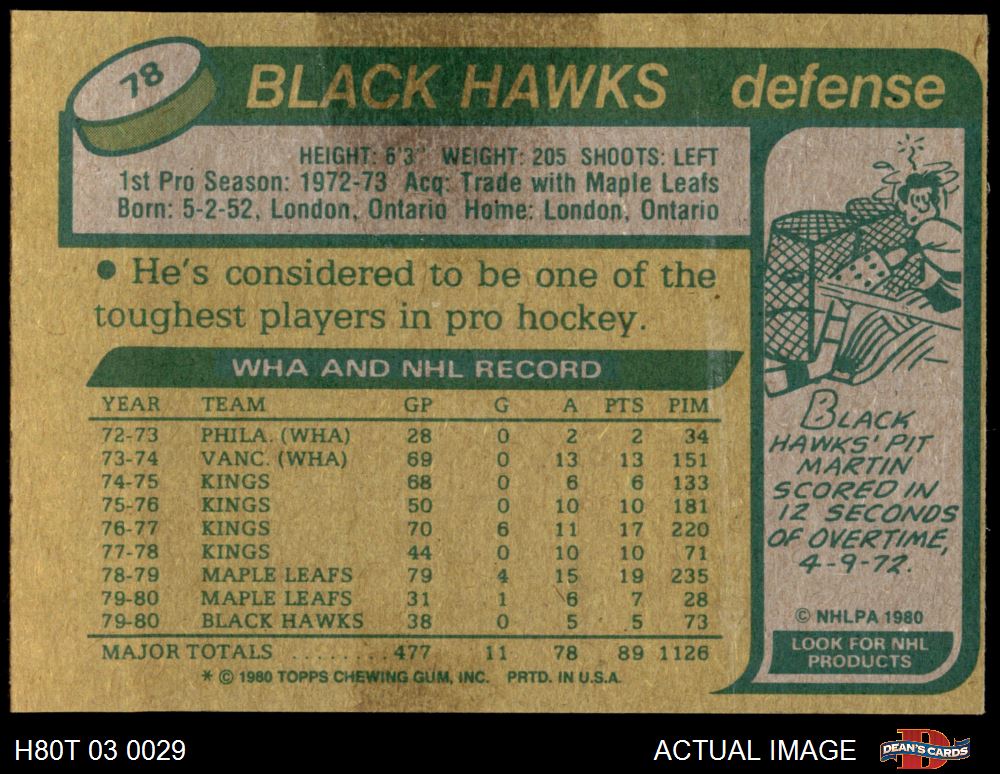 78
BLACK HAWKS defense
HEIGHT: 6'3" WEIGHT: 205 SHOOTS: LEFT
1st Pro Season: 1972-73 Acq: Trade with Maple Leafs
Born: 5-2-52, London, Ontario Home: London, Ontario
• He's considered to be one of the
toughest players in pro hockey.
WHA AND NHL RECORD
YEAR TEAM GP G A PTS PIM
72-73 PHILA. (WHA) 28 0 2 2 34
73-74 VANC. (WHA) 69 0 13 13 151
74-75 KINGS 68 0 6 6 133
75-76 KINGS 50 0 10 10 181
76-77 KINGS 70 6 11 17 220
77-78 KINGS 44 0 10 10 71
78-79 MAPLE LEAFS 79 4 15 19 235
79-80 MAPLE LEAFS 31 1 6 7 28
79-80 BLACK HAWKS 38 0 5 5 73
MAJOR TOTALS ......... 477 11 78 89 1126
* © 1980 TOPPS CHEWING GUM, INC. PRTD. IN U.S.A.
BLACK
HAWKS' PIT
MARTIN
SCORED IN
12 SECONDS
OF OVERTIME,
4-9-72.
© NHLPA 1980
LOOK FOR NHL
PRODUCTS
H80T 03 0029 ACTUAL IMAGE
DEAN'S CARDS